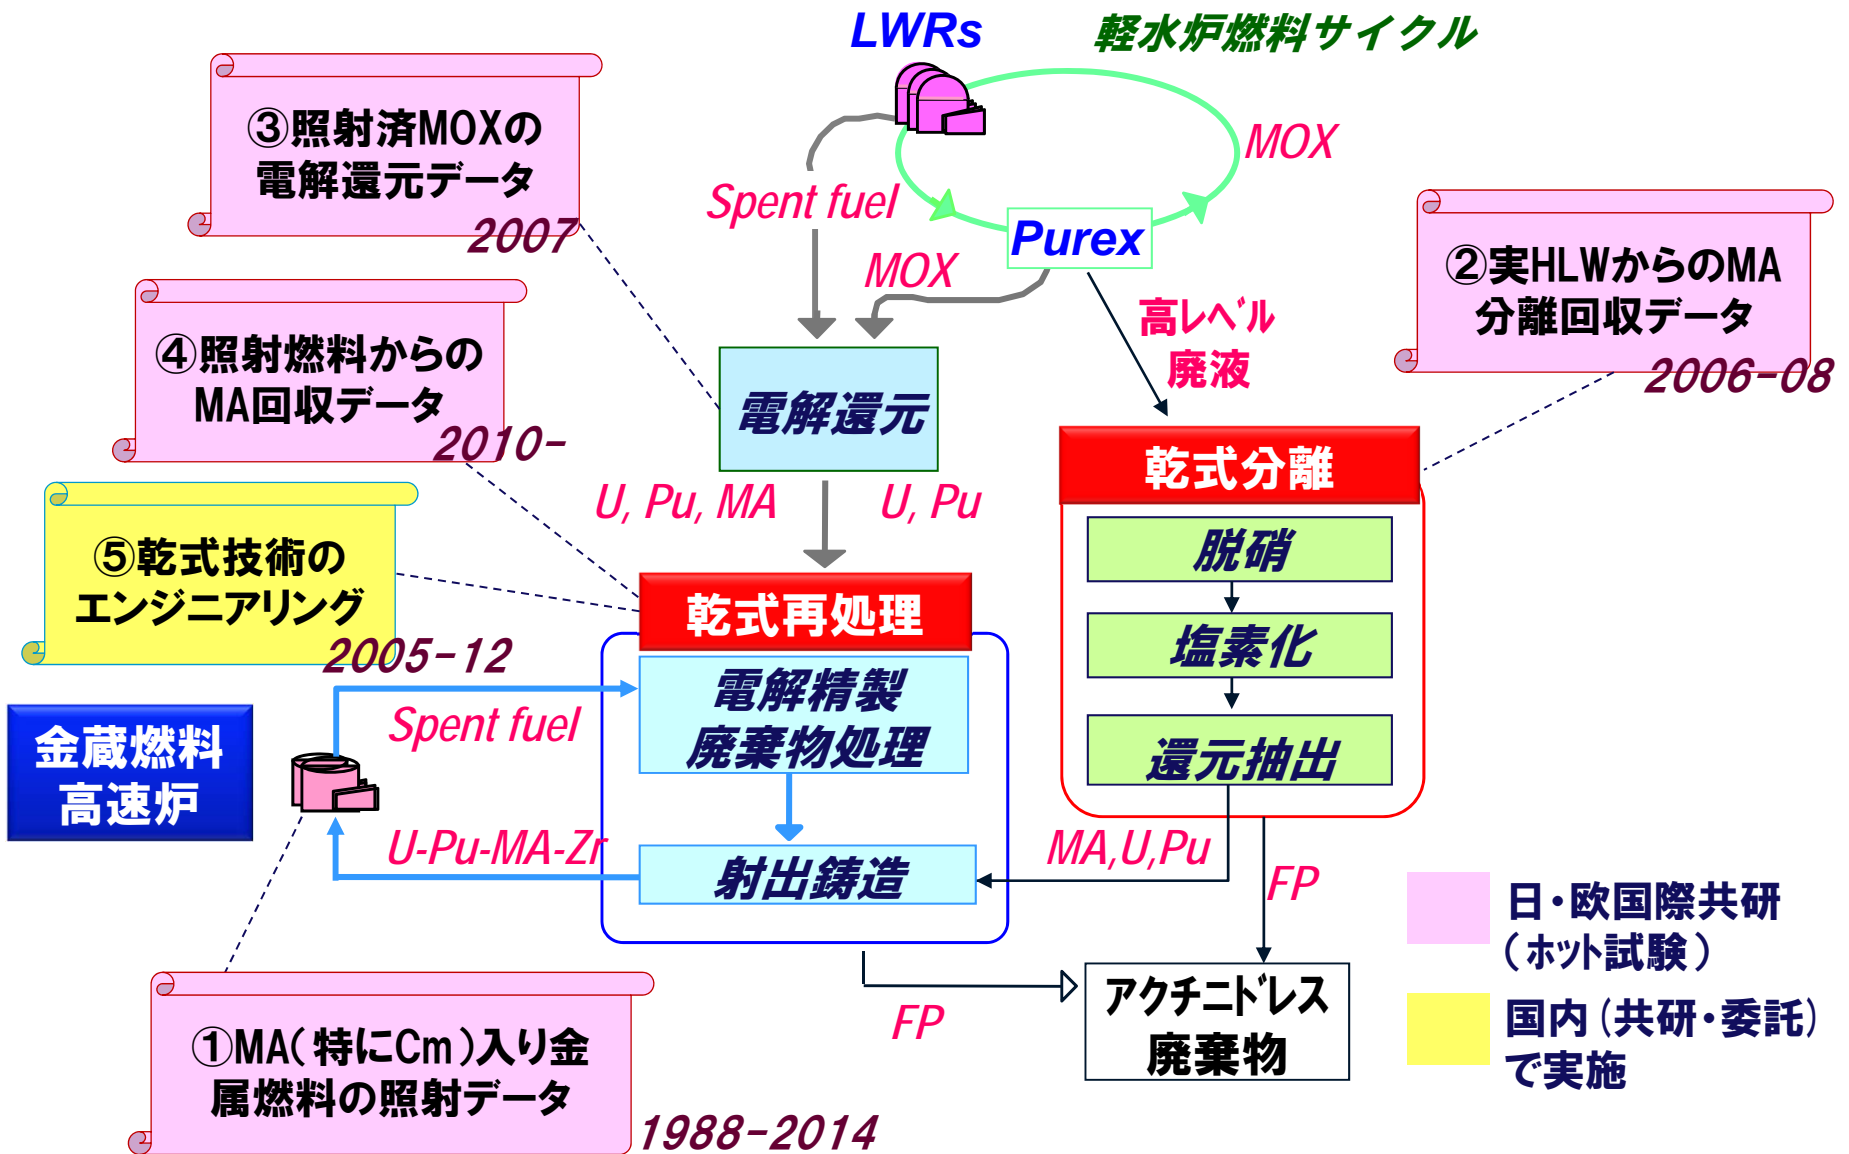 LWRs
軽水炉燃料サイクル
③照射済MOXの
電解還元データ
2007
MOX
Spent fuel
Purex
MOX
②実HLWからのMA
分離回収データ
2006-08
高レベル
廃液
④照射燃料からの
MA回収データ
2010-
電解還元
乾式分離
U, Pu, MA
U, Pu
脱硝
⑤乾式技術の
エンジニアリング
2005-12
乾式再処理
塩素化
電解精製
廃棄物処理
Spent fuel
還元抽出
金蔵燃料
高速炉
U-Pu-MA-Zr
射出鋳造
MA,U,Pu
FP
日・欧国際共研
（ホット試験）
アクチニドレス
廃棄物
FP
国内(共研・委託)
で実施
①MA（特にCm）入り金
属燃料の照射データ
1988-2014